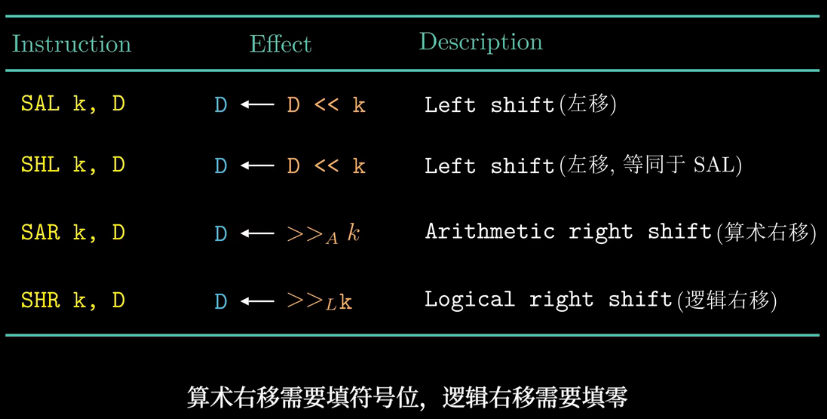 Instruction Effect Description
SAL k, D D ⟵ D << k Left shift(左移)
SHL k, D D ⟵ D << k Left shift(左移, 等同于 SAL)
SAR k, D D ⟵ >>A k Arithmetic right shift(算术右移)
SHR k, D D ⟵ >>Lk Logical right shift(逻辑右移)
算术右移需要填符号位，逻辑右移需要填零